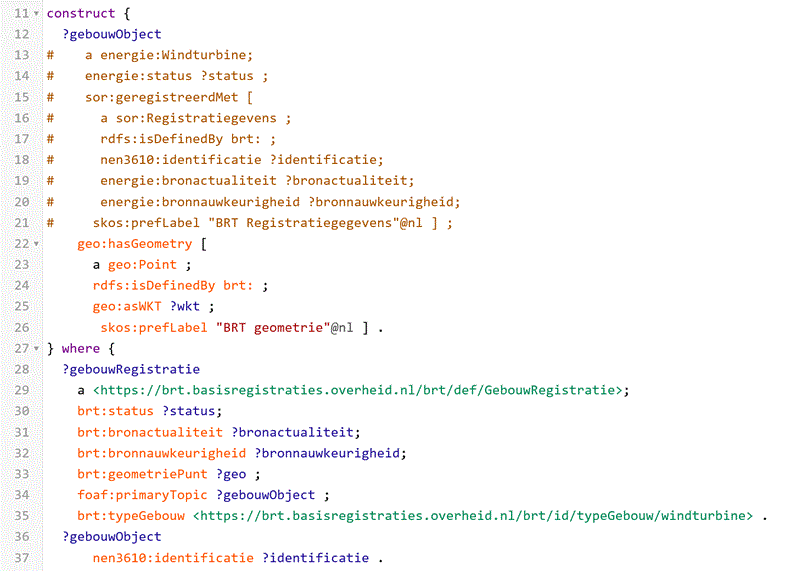 11 construct {
12 ?gebouwObject
13 # a energie:Windturbine;
14 # energie:status ?status ;
15 # sor:geregistreerdMet [
16 # a sor:Registratiegevens ;
17 # rdfs:isDefinedBy brt: ;
18 # nen3610:identificatie ?identificatie;
19 # energie:bronactualiteit ?bronactualiteit;
20 # energie:bronnauwkeurigheid ?bronnauwkeurigheid;
21 # skos:prefLabel "BRT Registratiegegevens"@nl ] ;
22 geo:hasGeometry [
23 a geo:Point ;
24 rdfs:isDefinedBy brt: ;
25 geo:asWKT ?wkt ;
26 skos:prefLabel "BRT geometrie"@nl ] .
27 } where {
28 ?gebouwRegistratie
29 a <https://brt.basisregistraties.overheid.nl/brt/def/GebouwRegistratie>;
30 brt:status ?status;
31 brt:bronactualiteit ?bronactualiteit;
32 brt:bronnauwkeurigheid ?bronnauwkeurigheid;
33 brt:geometriePunt ?geo ;
34 foaf:primaryTopic ?gebouwObject ;
35 brt:typeGebouw <https://brt.basisregistraties.overheid.nl/brt/id/typeGebouw/windturbine> .
36 ?gebouwObject
37 nen3610:identificatie ?identificatie .